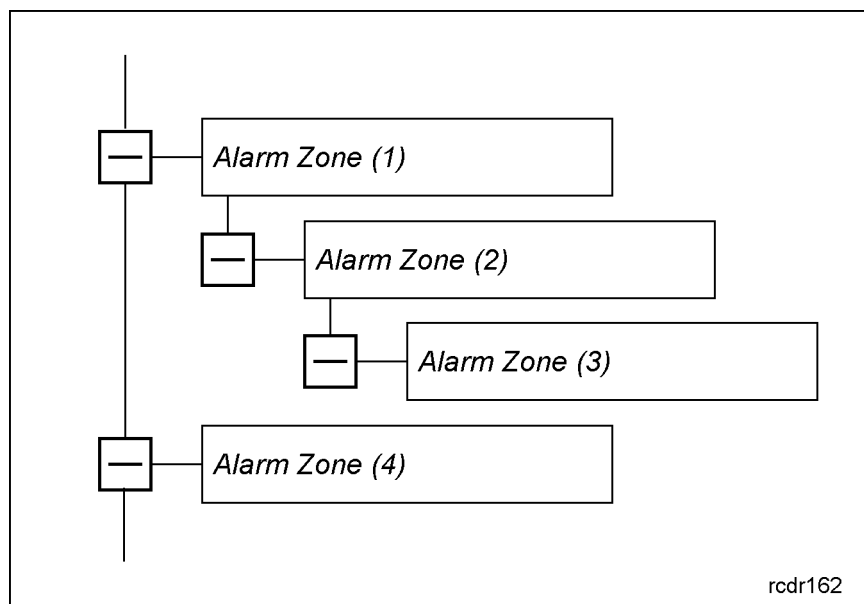 Alarm Zone (1)
Alarm Zone (2)
Alarm Zone (3)
Alarm Zone (4)
rcdr162